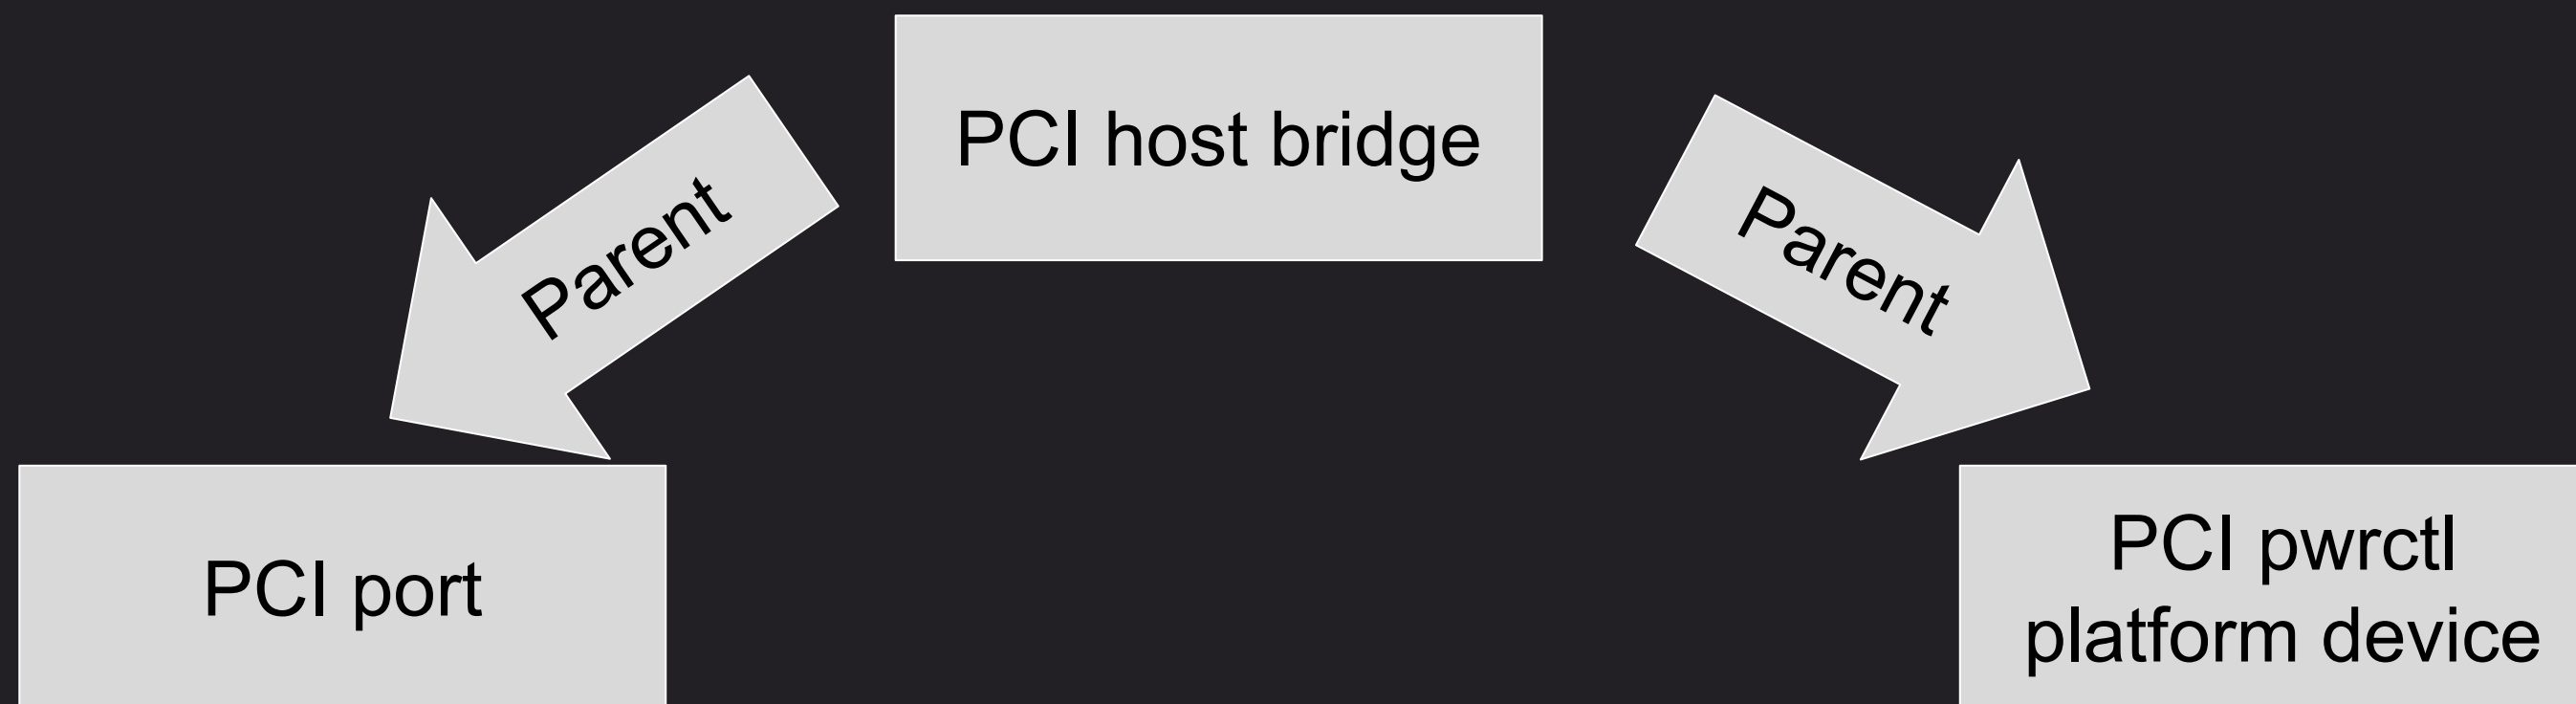 PCI host bridge
Parent
Parent
PCI port
PCI pwrctl
platform device